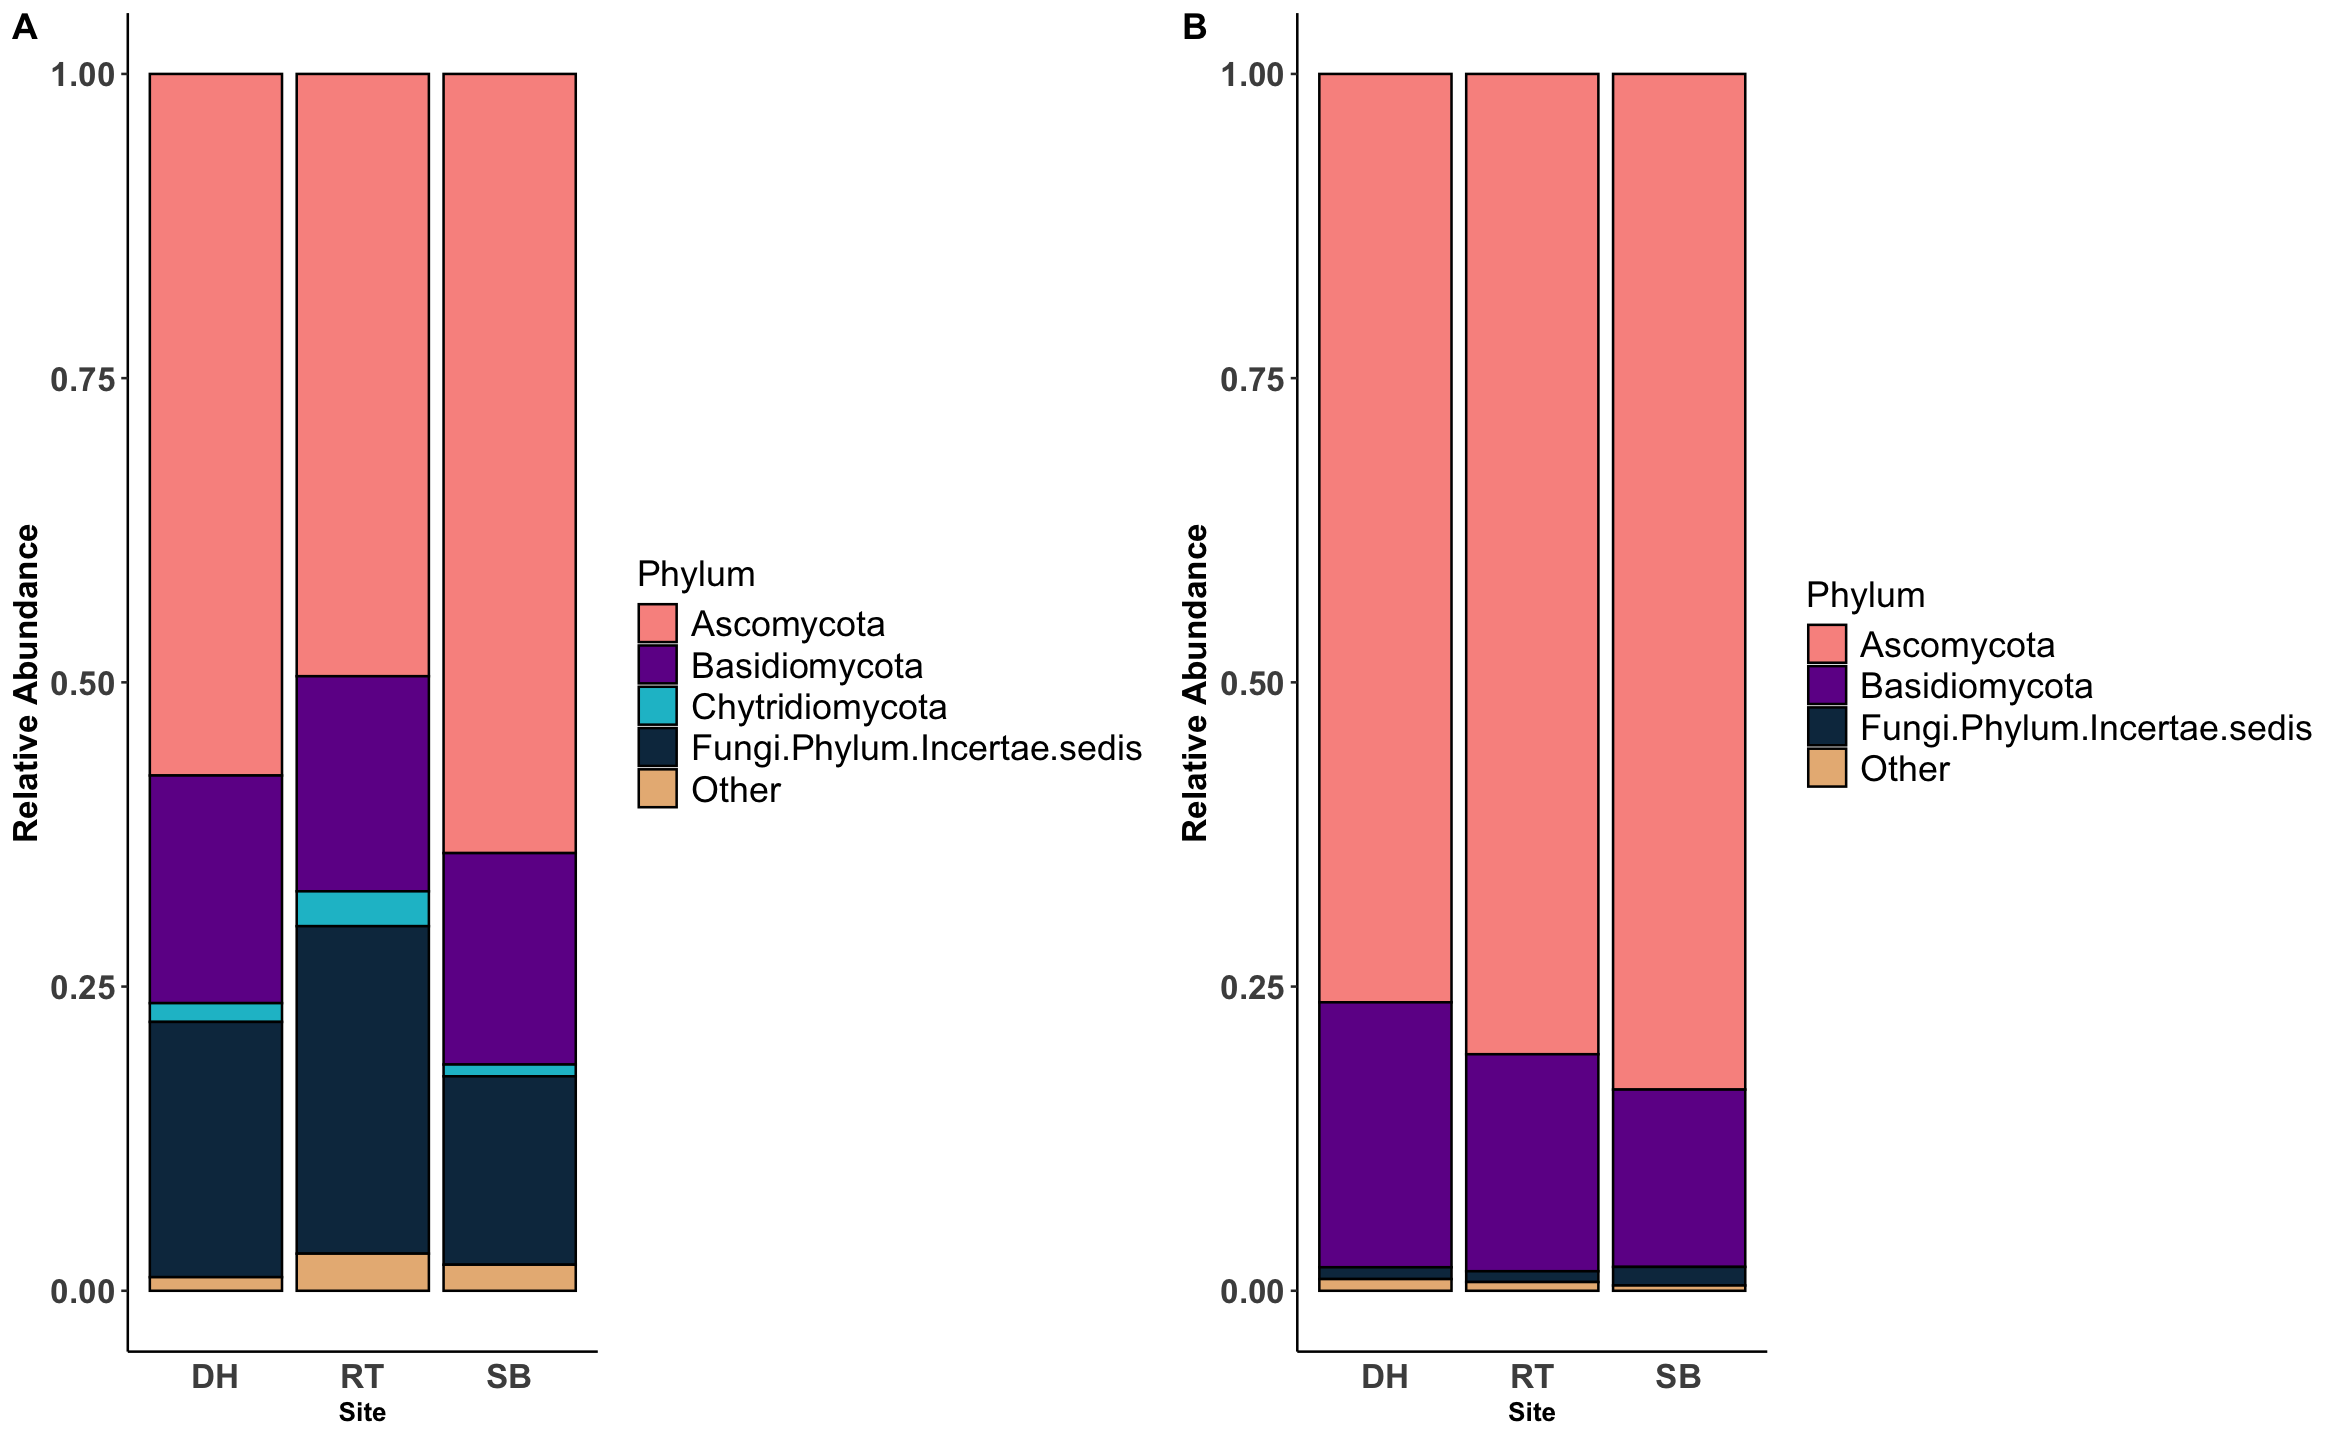 A
1.00
0.75
0.50
0.25
0.00
Relative Abundance
DH RT SB
Site
Phylum
Ascomycota
Basidiomycota
Chytridiomycota
Fungi.Phylum.Incertae.sedis
Other
B
1.00
0.75
0.50
0.25
0.00
Relative Abundance
DH RT SB
Site
Phylum
Ascomycota
Basidiomycota
Fungi.Phylum.Incertae.sedis
Other